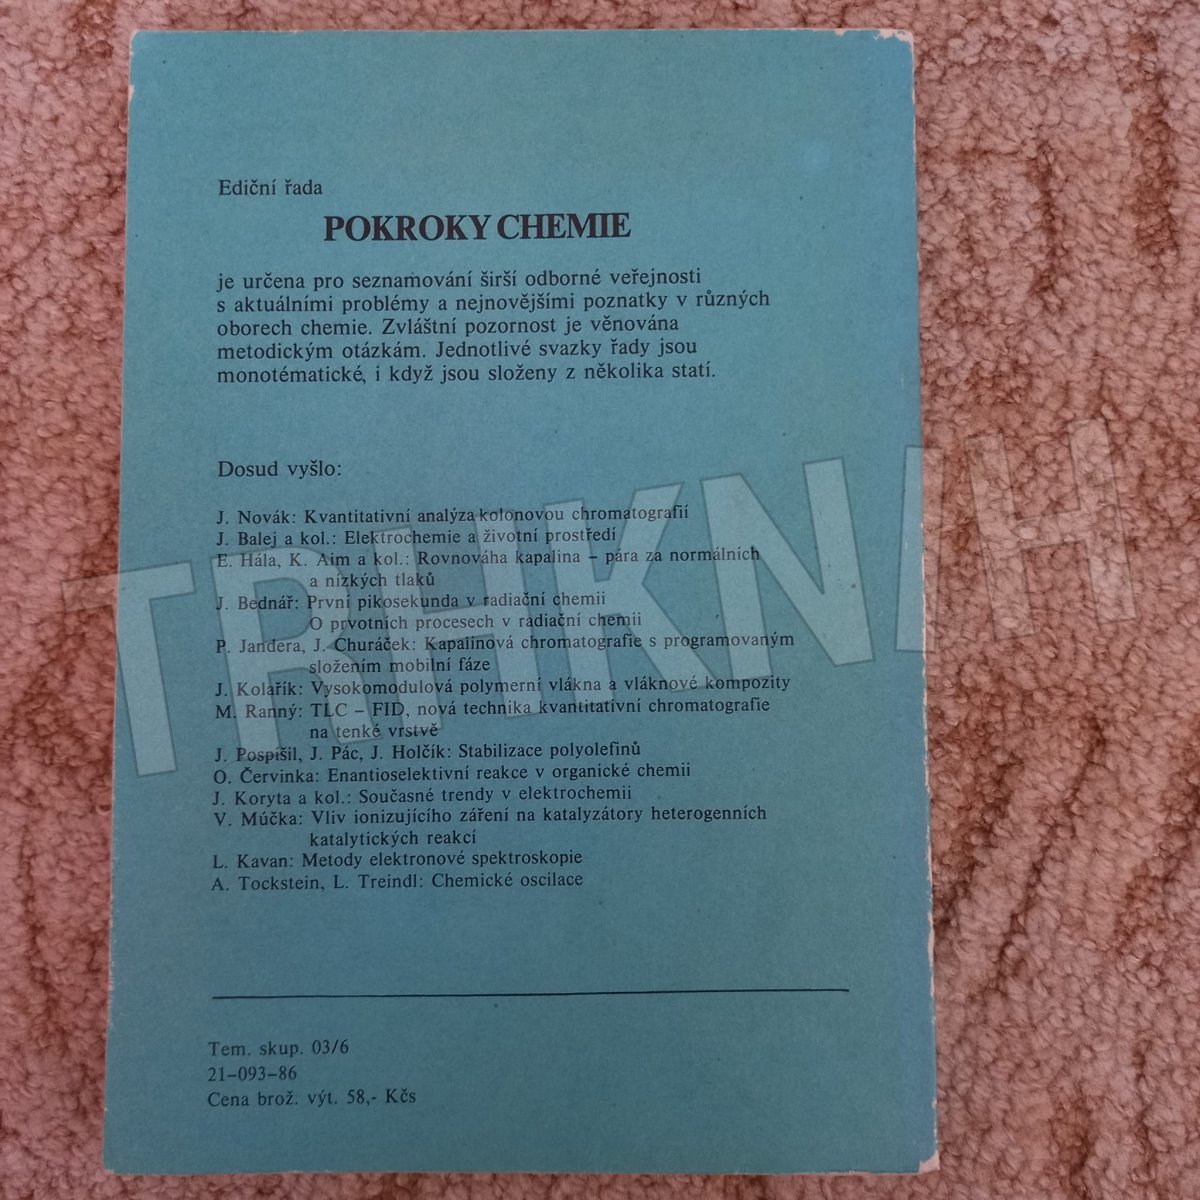 Ediční řada
POKROKY CHEMIE
je určena pro seznamování širší odborné veřejnosti
s aktuálními problémy a nejnovějšími poznatky v různých
oborech chemie. Zvláštní pozornost je věnována
metodickým otázkám. Jednotlivé svazky řady jsou
monotématické, i když jsou složeny z několika statí.
Dosud vyšlo:
J. Novák: Kvantitativní analýza kolonovou chromatografií
J. Balej a kol.: Elektrochemie a životní prostředí
E. Hála, K. Aim a kol.: Rovnováha kapalina – pára za normálních
a nízkých tlaků
J. Bednář: První pikosekunda v radiační chemii
O prvotních procesech v radiační chemii
P. Jandera, J. Churáček: Kapalinová chromatografie s programovaným
složením mobilní fáze
J. Kolařík: Vysokomodulová polymerní vlákna a vláknové kompozity
M. Ranný: TLC – FID, nová technika kvantitativní chromatografie
na tenké vrstvě
J. Pospíšil, J. Pác, J. Holčík: Stabilizace polyolefinů
O. Červinka: Enantioselektivní reakce v organické chemii
J. Koryta a kol.: Současné trendy v elektrochemii
V. Múčka: Vliv ionizujícího záření na katalyzátory heterogenních
katalytických reakcí
L. Kavan: Metody elektronové spektroskopie
A. Tockstein, L. Treindl: Chemické oscilace
Tem. skup. 03/6
21–093–86
Cena brož. výt. 58,- Kčs
TRHKNIH